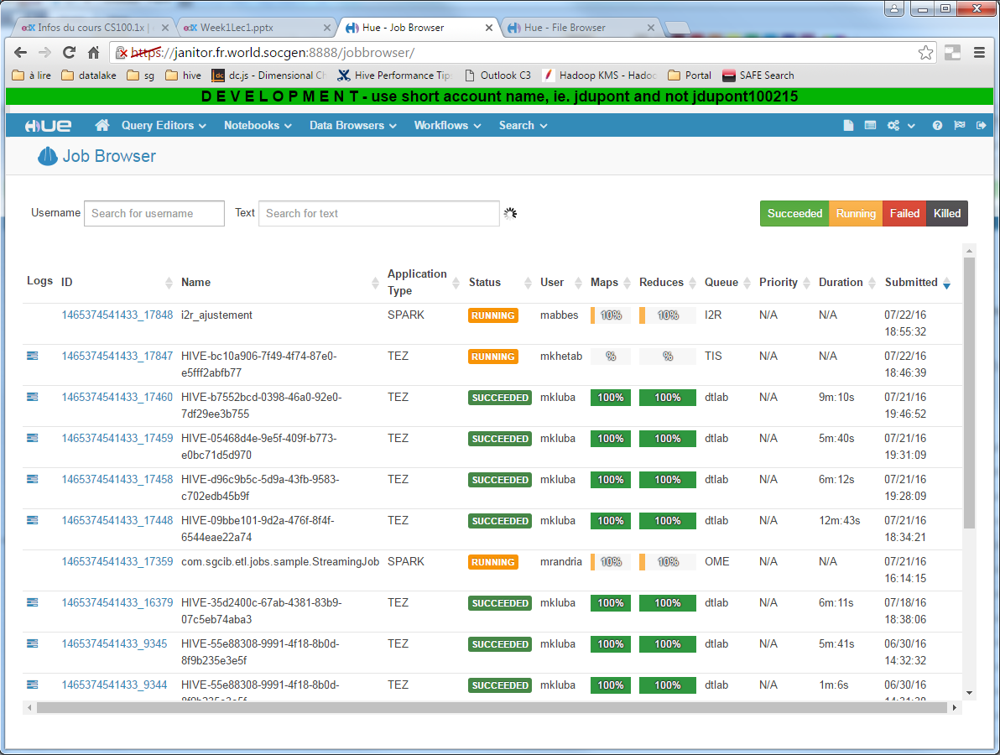 Infos du cours CS100.1x |
Week1Lec1.pptx
Hue - Job Browser
Hue - File Browser
https://janitor.fr.world.socgen:8888/jobbrowser/
à lire
datalake
sg
hive
dc.js - Dimensional Ch
Hive Performance Tip
Outlook C3
Hadoop KMS - Hadoo
Portal
SAFE Search
D E V E L O P M E N T - use short account name, ie. jdupont and not jdupont100215
HUE Query Editors Notebooks Data Browsers Workflows Search
Job Browser
Username Search for username Text Search for text Succeeded Running Failed Killed
Logs ID Name Application Type Status User Maps Reduces Queue Priority Duration Submitted
1465374541433_17848 i2r_ajustement SPARK RUNNING mabbes 10% 10% I2R N/A N/A 07/22/16
18:55:32
1465374541433_17847 HIVE-bc10a906-7f49-4f74-87e0- TEZ RUNNING mkhetab % % TIS N/A N/A 07/22/16
e5fff2abfb77 18:46:39
1465374541433_17460 HIVE-b7552bcd-0398-46a0-92e0- TEZ SUCCEEDED mkluba 100% 100% dtlab N/A 9m:10s 07/21/16
7df29ee3b755 19:46:52
1465374541433_17459 HIVE-05468d4e-9e5f-409f-b773- TEZ SUCCEEDED mkluba 100% 100% dtlab N/A 5m:40s 07/21/16
e0bc71d5d970 19:31:09
1465374541433_17458 HIVE-d96c9b5c-5d9a-43fb-9583- TEZ SUCCEEDED mkluba 100% 100% dtlab N/A 6m:12s 07/21/16
c702edb45b9f 19:28:09
1465374541433_17448 HIVE-09bbe101-9d2a-476f-8f4f- TEZ SUCCEEDED mkluba 100% 100% dtlab N/A 12m:43s 07/21/16
6544eae22a74 18:34:21
1465374541433_17359 com.sgcib.etl.jobs.sample.StreamingJob SPARK RUNNING mrandria 10% 10% OME N/A N/A 07/21/16
16:14:15
1465374541433_16379 HIVE-35d2400c-67ab-4381-83b9- TEZ SUCCEEDED mkluba 100% 100% dtlab N/A 6m:11s 07/18/16
07c5eb74aba3 18:38:06
1465374541433_9345 HIVE-55e88308-9991-4f18-8b0d- TEZ SUCCEEDED mkluba 100% 100% dtlab N/A 5m:41s 06/30/16
8f9b235e3e5f 14:32:32
1465374541433_9344 HIVE-55e88308-9991-4f18-8b0d- TEZ SUCCEEDED mkluba 100% 100% dtlab N/A 1m:6s 06/30/16